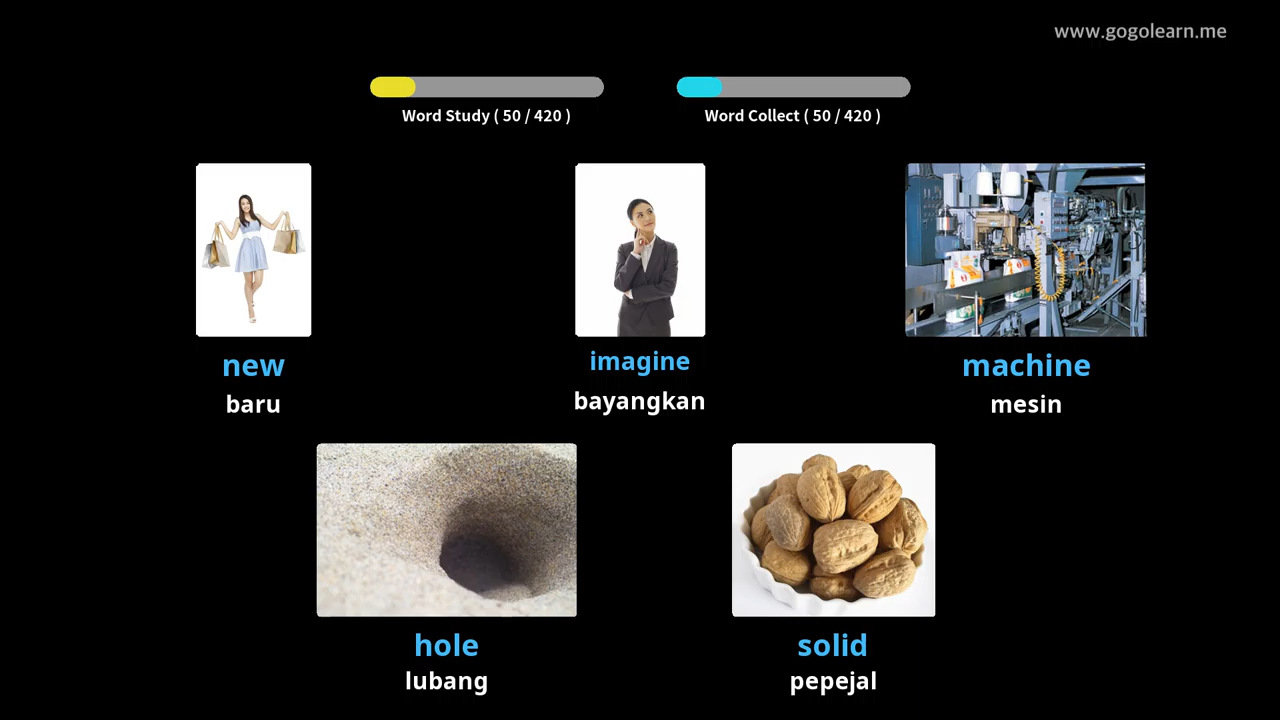 www.gogolearn.me
Word Study ( 50 / 420 )
Word Collect ( 50 / 420 )
new
baru
imagine
bayangkan
machine
mesin
hole
lubang
solid
pepejal